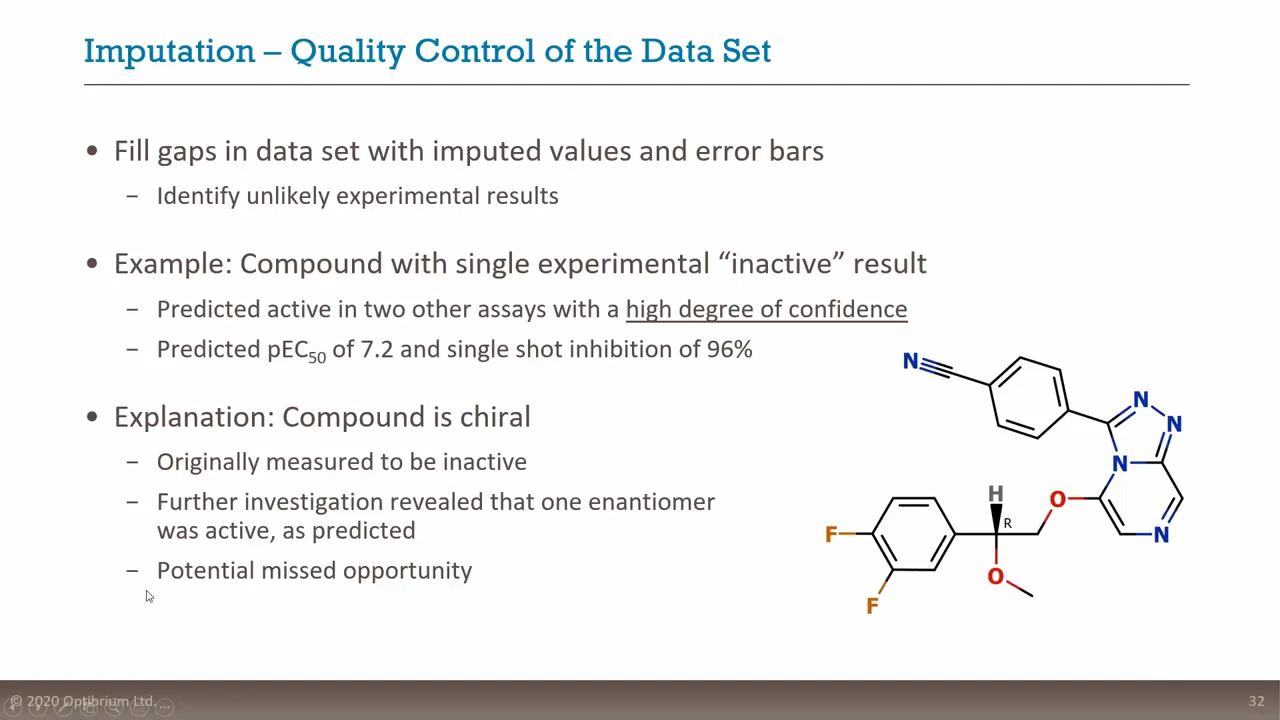 Imputation – Quality Control of the Data Set
• Fill gaps in data set with imputed values and error bars
− Identify unlikely experimental results
• Example: Compound with single experimental “inactive” result
− Predicted active in two other assays with a high degree of confidence
− Predicted pEC50 of 7.2 and single shot inhibition of 96%
• Explanation: Compound is chiral
− Originally measured to be inactive
− Further investigation revealed that one enantiomer
was active, as predicted
− Potential missed opportunity
N
N
N
N
N
H
R
O
O
F
F
© 2020 Optibrium Ltd.
32